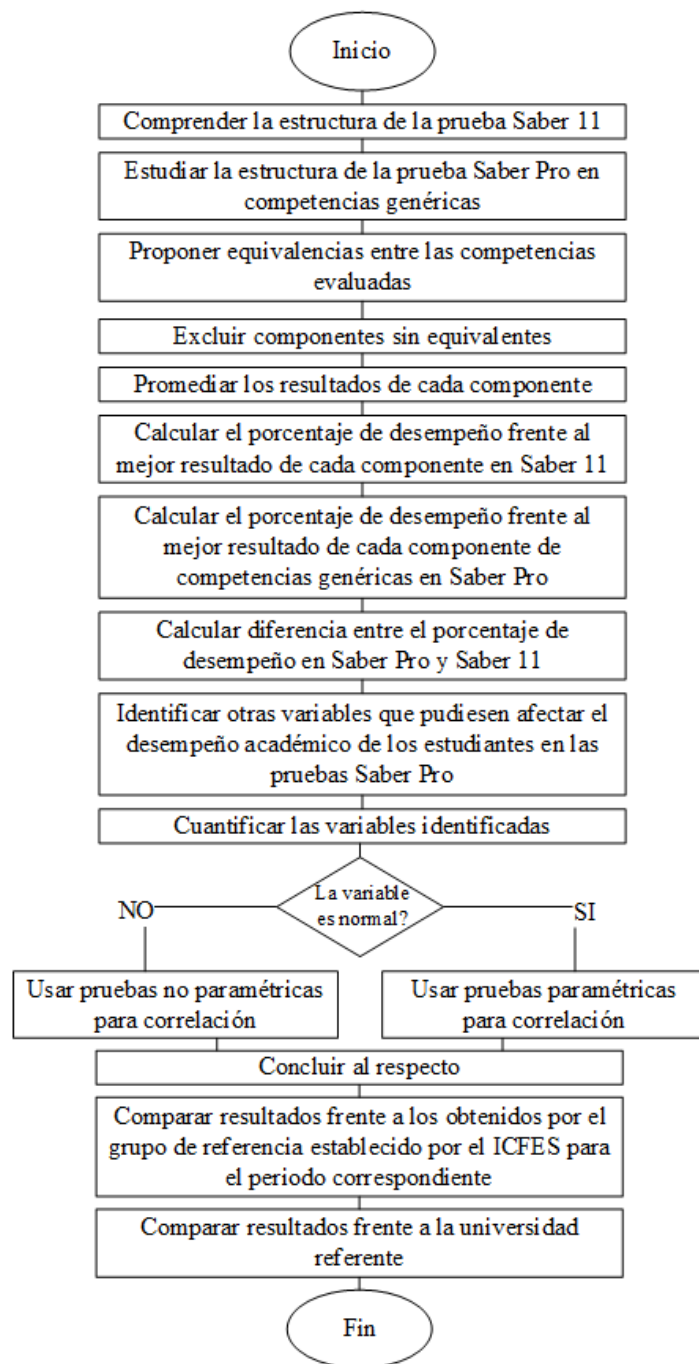 Inicio
Comprender la estructura de la prueba Saber 11
Estudiar la estructura de la prueba Saber Pro en
competencias genéricas
Proponer equivalencias entre las competencias
evaluadas
Excluir componentes sin equivalentes
Promediar los resultados de cada componente
Calcular el porcentaje de desempeño frente al
mejor resultado de cada componente en Saber 11
Calcular el porcentaje de desempeño frente al
mejor resultado de cada componente de
competencias genéricas en Saber Pro
Calcular diferencia entre el porcentaje de
desempeño en Saber Pro y Saber 11
Identificar otras variables que pudiesen afectar el
desempeño académico de los estudiantes en las
pruebas Saber Pro
Cuantificar las variables identificadas
La variable
es normal?
NO
SI
Usar pruebas no paramétricas
para correlación
Usar pruebas paramétricas
para correlación
Concluir al respecto
Comparar resultados frente a los obtenidos por el
grupo de referencia establecido por el ICFES para
el periodo correspondiente
Comparar resultados frente a la universidad
referente
Fin